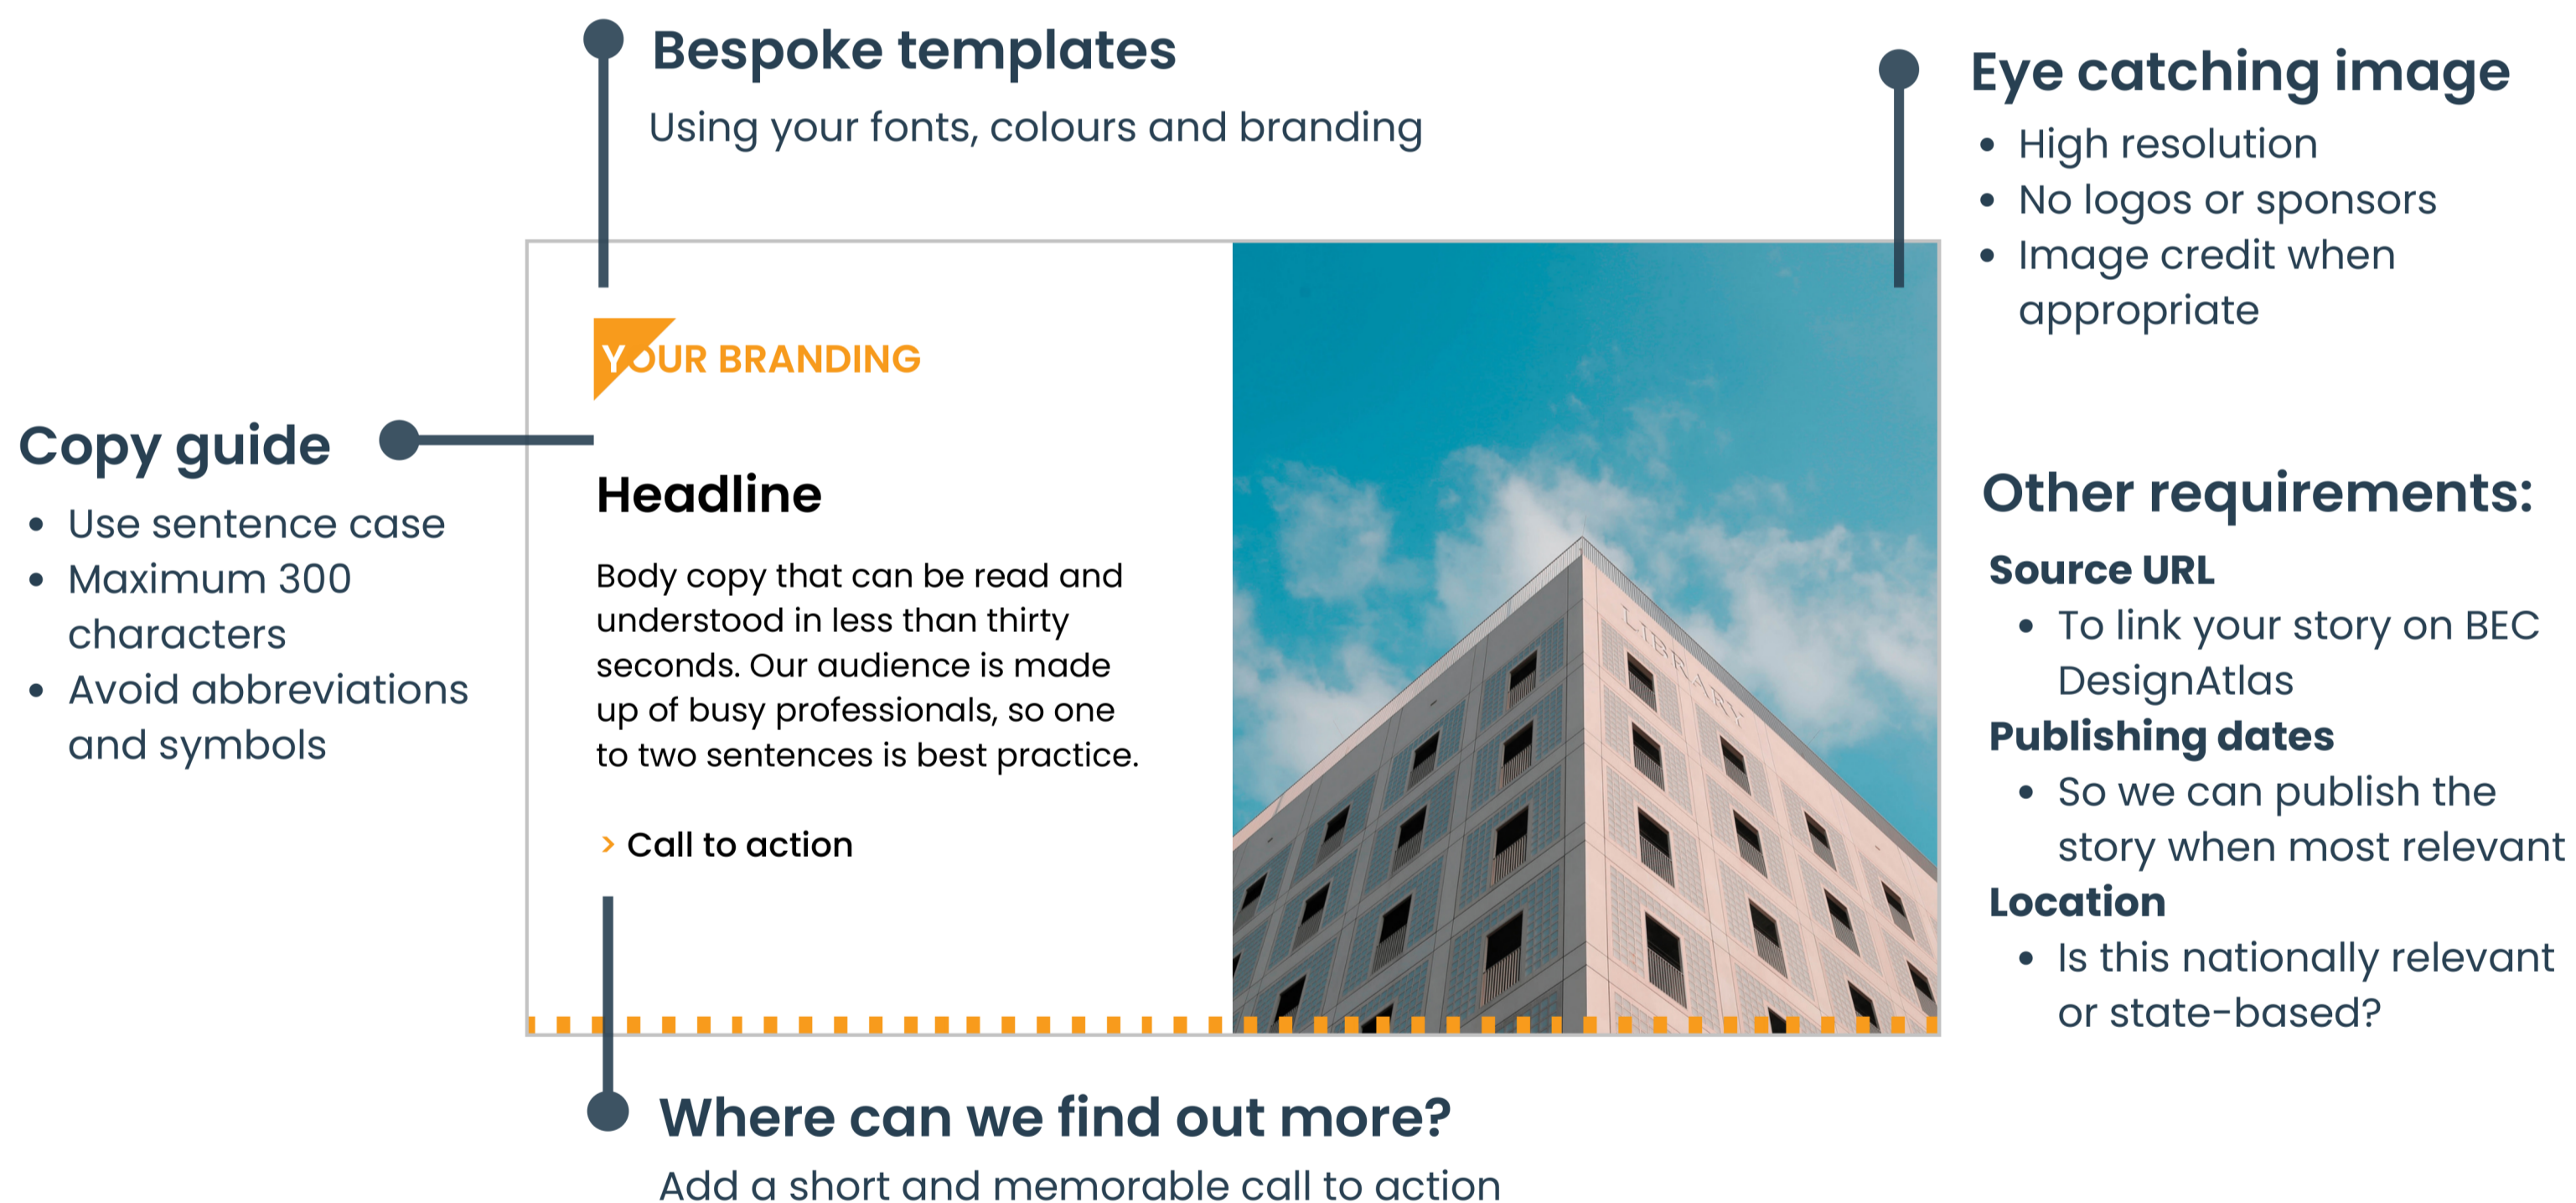 Bespoke templates
Using your fonts, colours and branding
Eye catching image
• High resolution
• No logos or sponsors
• Image credit when
appropriate
YOUR BRANDING
Copy guide
• Use sentence case
• Maximum 300
characters
• Avoid abbreviations
and symbols
Headline
Body copy that can be read and
understood in less than thirty
seconds. Our audience is made
up of busy professionals, so one
to two sentences is best practice.
> Call to action
LIBRARY
Other requirements:
Source URL
• To link your story on BEC
DesignAtlas
Publishing dates
• So we can publish the
story when most relevant
Location
• Is this nationally relevant
or state-based?
Where can we find out more?
Add a short and memorable call to action